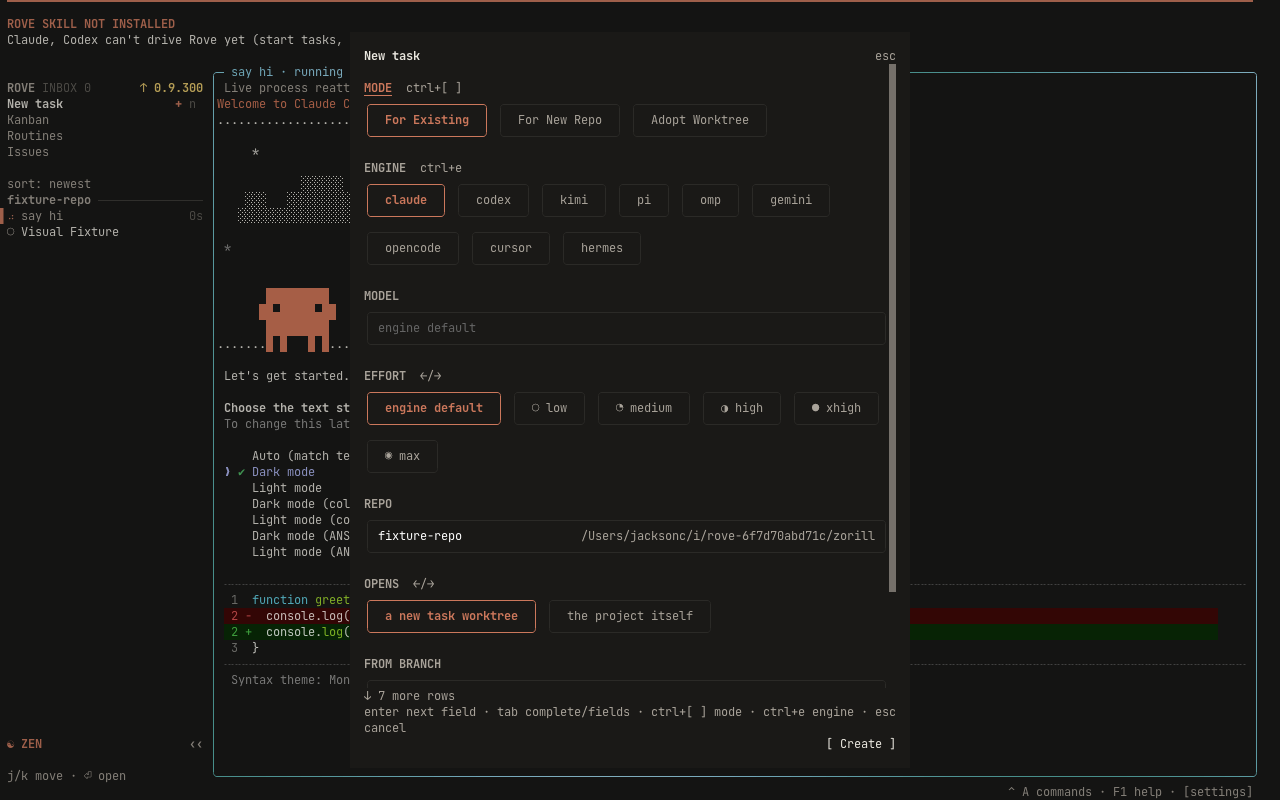 ROVE SKILL NOT INSTALLED
Claude, Codex can't drive Rove yet (start tasks,
New task esc
say hi · running
ROVE INBOX 0 ↑ 0.9.300
Live process reatt
MODE ctrl+[ ]
New task + n
Welcome to Claude C
Kanban
For Existing For New Repo Adopt Worktree
Routines
Issues
ENGINE ctrl+e
sort: newest
fixture-repo
claude codex kimi pi omp gemini
say hi 0s
Visual Fixture
opencode cursor hermes
MODEL
engine default
Let's get started.
EFFORT ←/→
Choose the text st
engine default ○ low ◔ medium ◑ high ● xhigh
To change this lat
Auto (match te
◉ max
❯ ✔ Dark mode
Light mode
Dark mode (col
REPO
Light mode (co
Dark mode (ANS
fixture-repo /Users/jacksonc/i/rove-6f7d70abd71c/zorill
Light mode (AN
OPENS ←/→
1 function greet
2 - console.log(
a new task worktree the project itself
2 + console.log(
3 }
FROM BRANCH
Syntax theme: Mon
↓ 7 more rows
enter next field · tab complete/fields · ctrl+[ ] mode · ctrl+e engine · esc
cancel
☯ ZEN ‹‹
[ Create ]
j/k move · ⏎ open
^ A commands · F1 help · [settings]